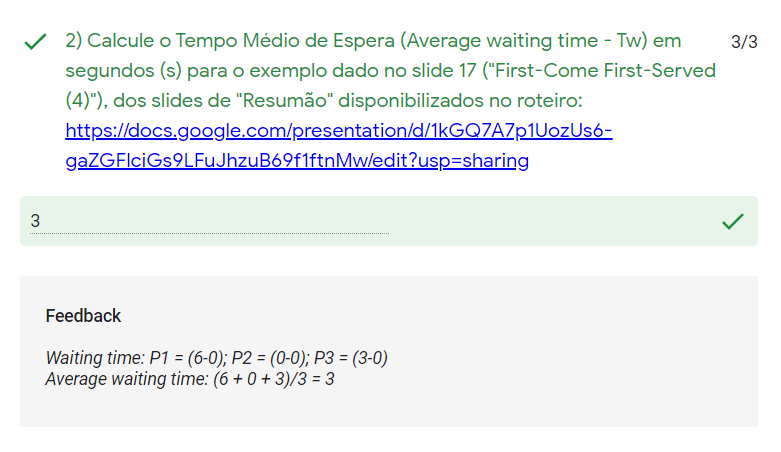 2) Calcule o Tempo Médio de Espera (Average waiting time - Tw) em 3/3
segundos (s) para o exemplo dado no slide 17 ("First-Come First-Served
(4)"), dos slides de "Resumão" disponibilizados no roteiro:
https://docs.google.com/presentation/d/1kGQ7A7p1UozUs6-
gaZGFlciGs9LFuJhzuB69f1ftnMw/edit?usp=sharing
3
Feedback
Waiting time: P1 = (6-0); P2 = (0-0); P3 = (3-0)
Average waiting time: (6 + 0 + 3)/3 = 3